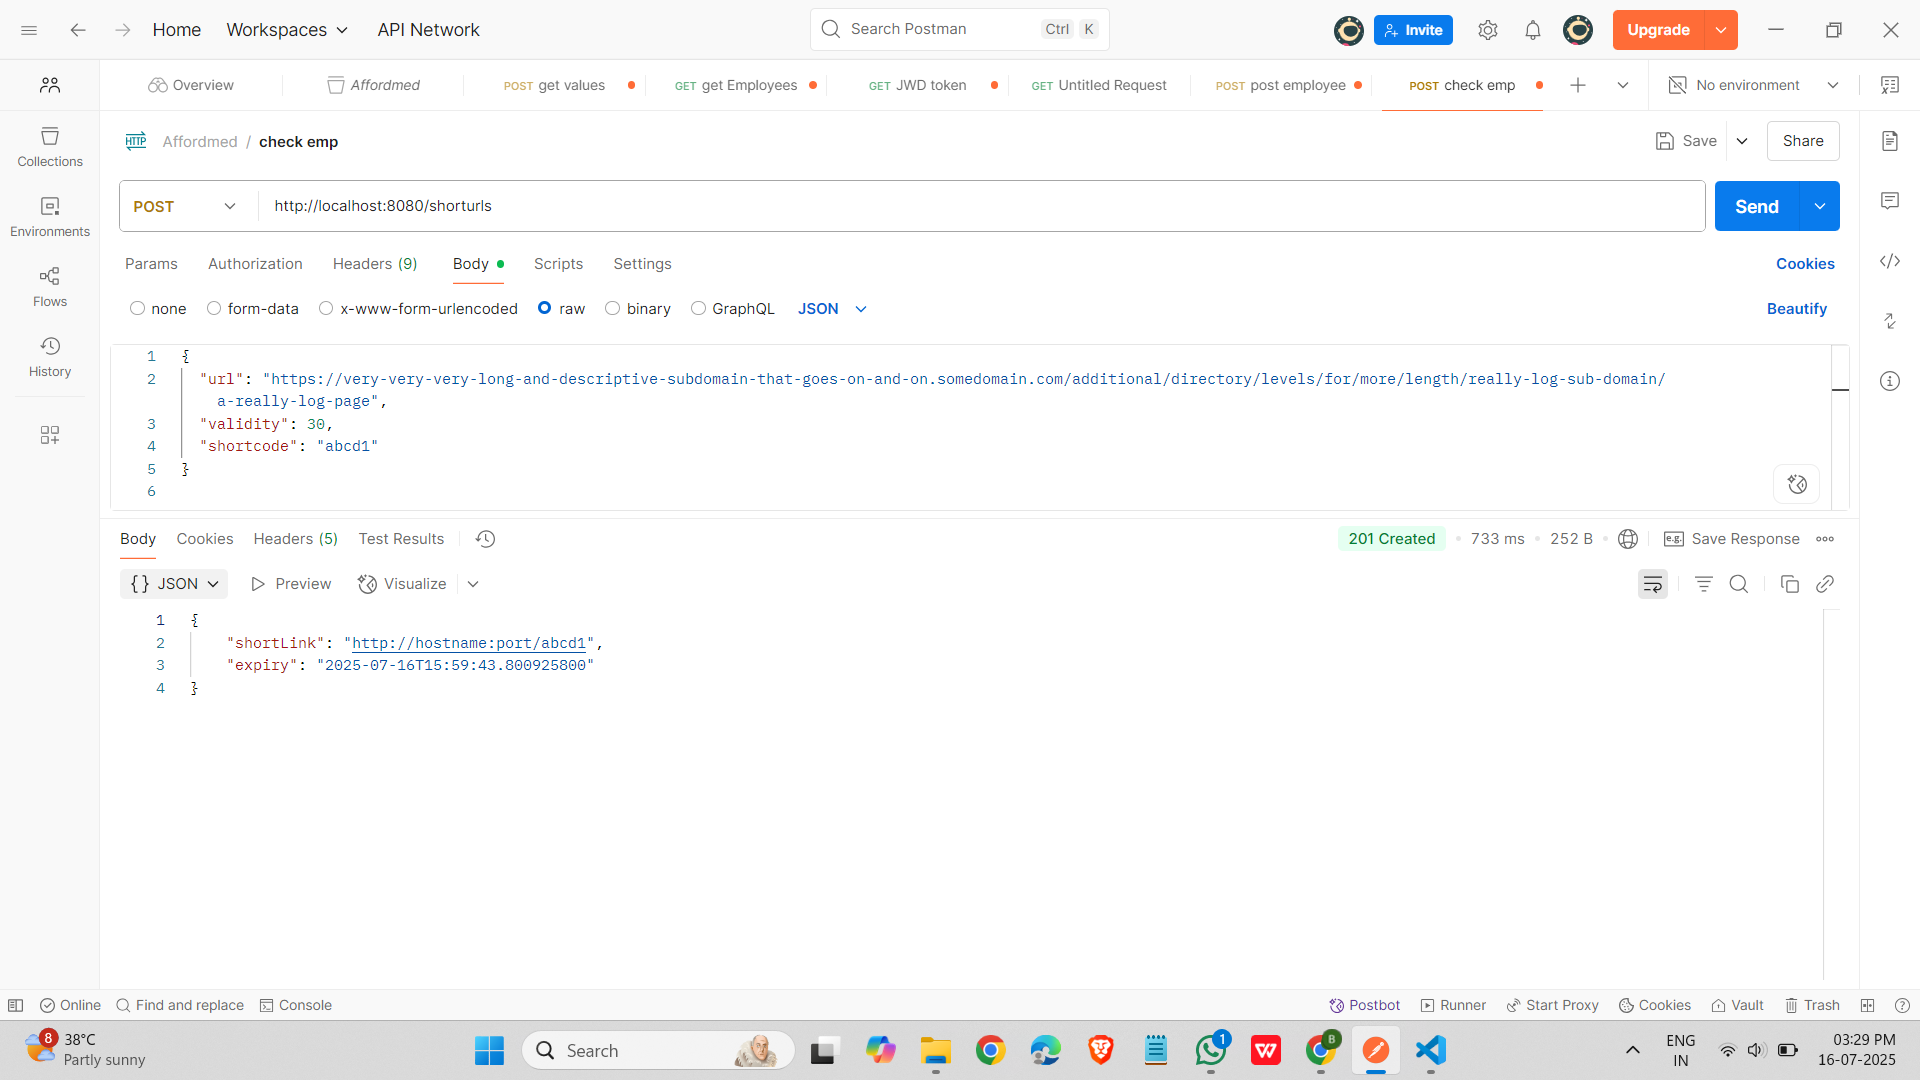 Home
Workspaces
API Network
Search Postman
Ctrl K
Invite
Upgrade
Overview
Affordmed
POST get values
GET get Employees
GET JWD token
GET Untitled Request
POST post employee
POST check emp
No environment
Collections
Environments
Flows
History
HTTP Affordmed / check emp
Save
Share
POST
http://localhost:8080/shorturls
Send
Params
Authorization
Headers (9)
Body
Scripts
Settings
Cookies
none
form-data
x-www-form-urlencoded
raw
binary
GraphQL
JSON
Beautify
1 {
2 "url": "https://very-very-very-long-and-descriptive-subdomain-that-goes-on-and-on.somedomain.com/additional/directory/levels/for/more/length/really-log-sub-domain/
a-really-log-page",
3 "validity": 30,
4 "shortcode": "abcd1"
5 }
6
Body
Cookies
Headers (5)
Test Results
201 Created
733 ms
252 B
e.g. Save Response
{} JSON
Preview
Visualize
1 {
2 "shortLink": "http://hostname:port/abcd1",
3 "expiry": "2025-07-16T15:59:43.800925800"
4 }
Online
Find and replace
Console
Postbot
Runner
Start Proxy
Cookies
Vault
Trash
8
38°C
Partly sunny
Search
1
W
B
ENG
IN
03:29 PM
16-07-2025